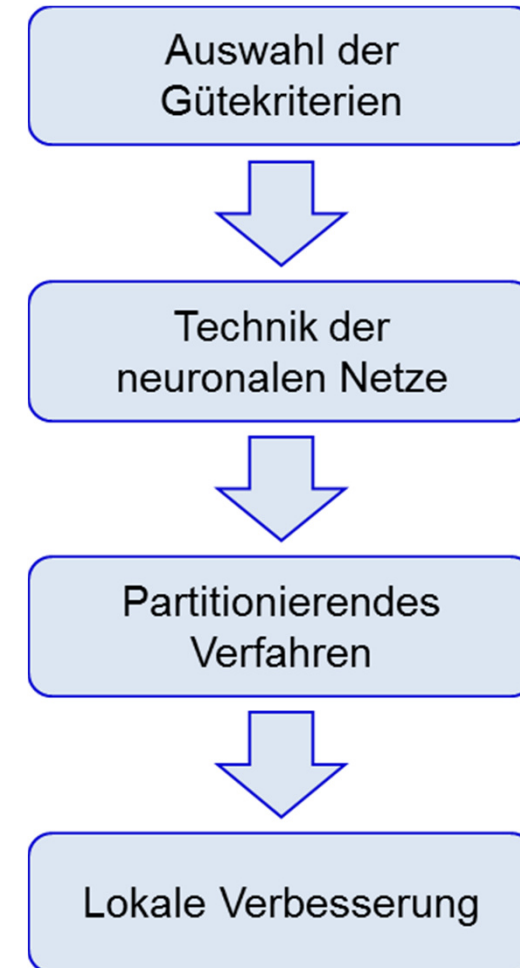 Auswahl der
Gütekriterien
Technik der
neuronalen Netze
Partitionierendes
Verfahren
Lokale Verbesserung